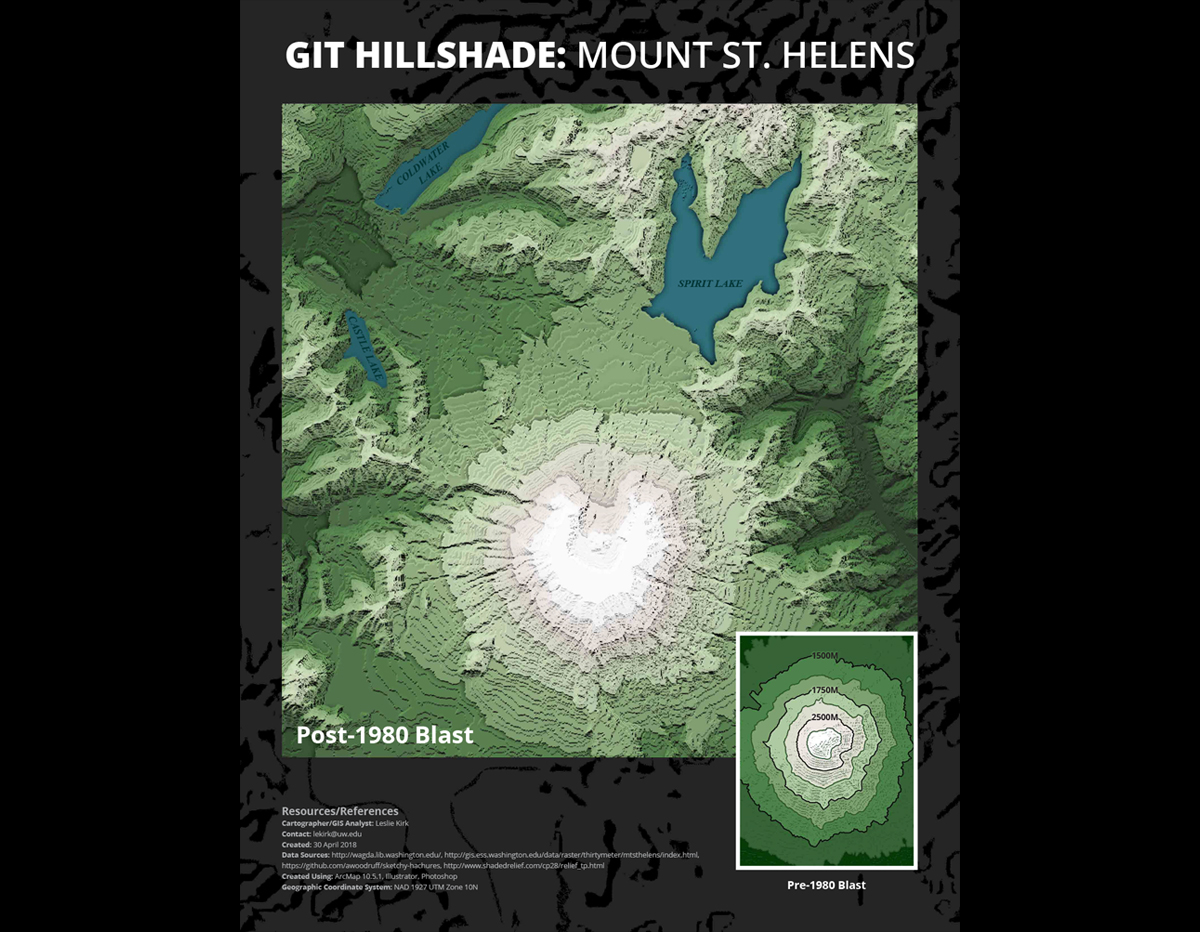 GIT HILLSHADE: MOUNT ST. HELENS
COLDWATER
LAKE
SPIRIT LAKE
CASTLE LAKE
Post-1980 Blast
1500M
1750M
2500M
Pre-1980 Blast
Resources/References
Cartographer/GIS Analyst: Leslie Kirk
Contact: lekirk@uw.edu
Created: 30 April 2018
Data Sources: http://wagda.lib.washington.edu/, http://gis.ess.washington.edu/data/raster/thirtymeter/mtsthelens/index.html,
https://github.com/awoodruff/sketchy-hachures, http://www.shadedrelief.com/cp28/relief_tp.html
Created Using: ArcMap 10.5.1, Illustrator, Photoshop
Geographic Coordinate System: NAD 1927 UTM Zone 10N